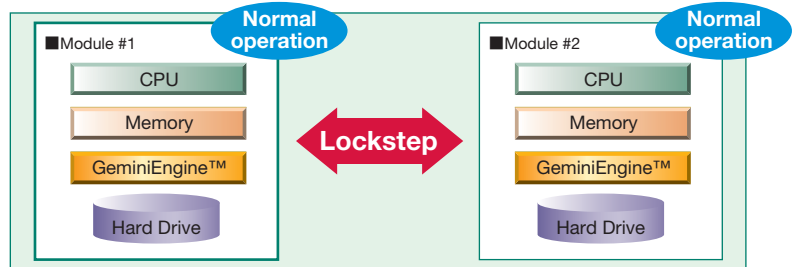 Normal
operation
■Module #1
CPU
Memory
GeminiEngine™
Hard Drive
Lockstep
Normal
operation
■Module #2
CPU
Memory
GeminiEngine™
Hard Drive